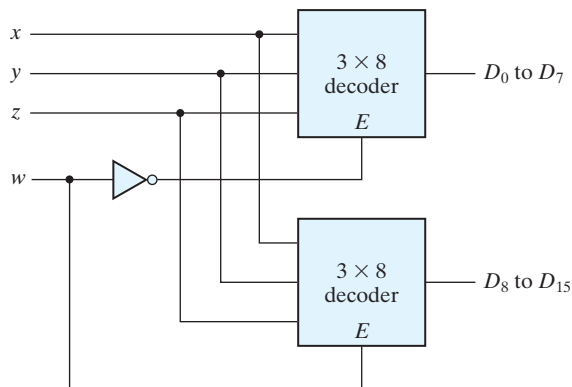 x
y
z
w
3 × 8
decoder
E
D₀ to D₇
3 × 8
decoder
E
D₈ to D₁₅